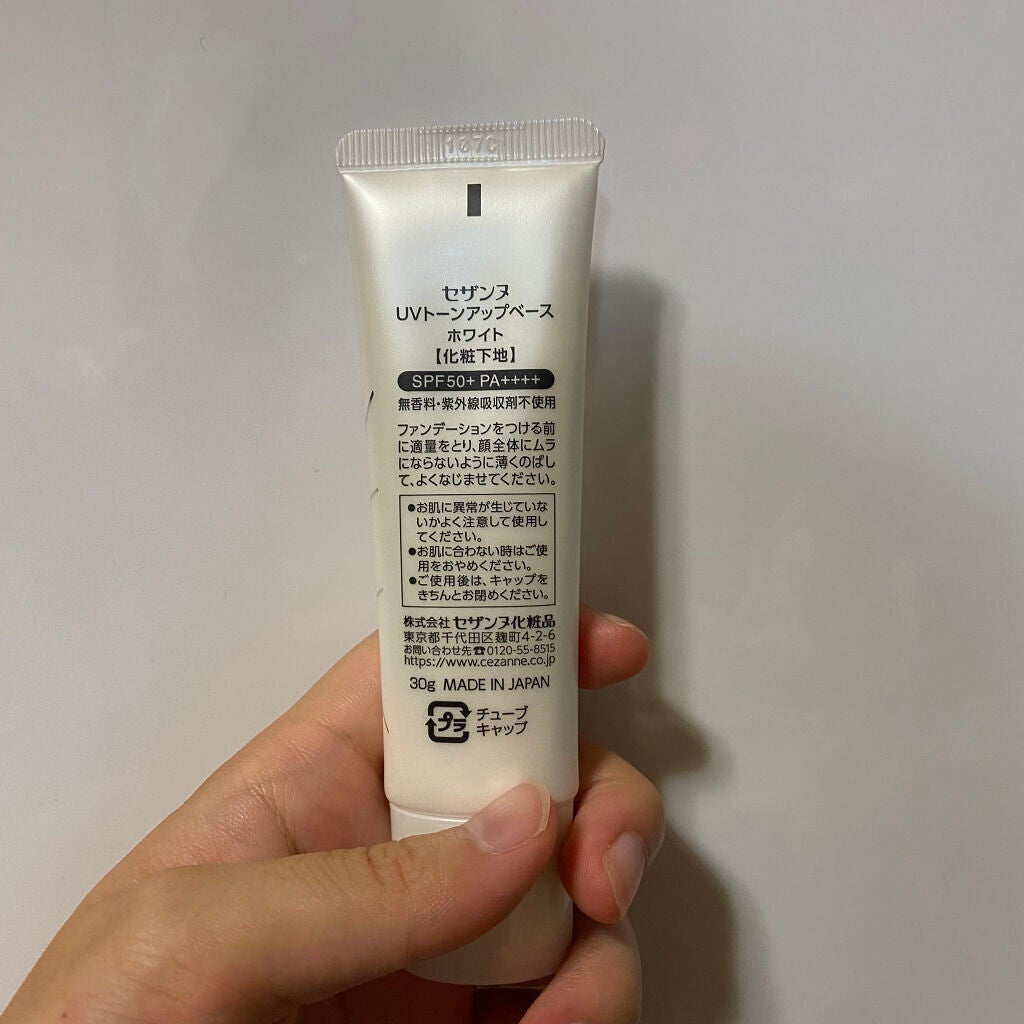 107C
セザンヌ
UVトーンアップベース
ホワイト
【化粧下地】
SPF50+ PA++++
無香料・紫外線吸収剤不使用
ファンデーションをつける前
に適量をとり、顔全体にムラ
にならないように薄くのばし
て、よくなじませてください。
●お肌に異常が生じていな
いかよく注意して使用し
てください。
●お肌に合わない時はご使
用をおやめください。
●ご使用後は、キャップを
きちんとお閉めください。
株式会社 セザンヌ化粧品
東京都千代田区麹町4-2-6
お問い合わせ先☎0120-55-8515
https://www.cezanne.co.jp
30g MADE IN JAPAN
プラ チューブ
キャップ